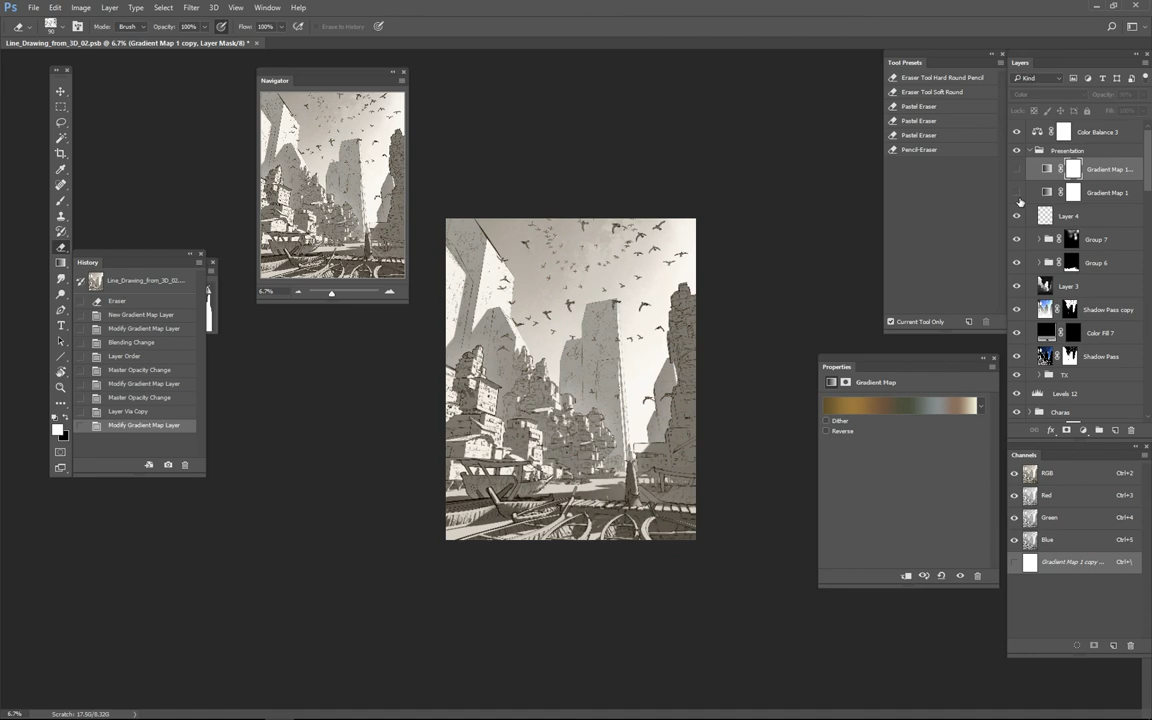 Ps File Edit Image Layer Type Select Filter 3D View Window Help
90 Mode: Brush Opacity: 100% Flow: 100% Erase to History
Line_Drawing_from_3D_02.psb @ 6.7% (Gradient Map 1 copy, Layer Mask/8) * ×
Navigator
6.7%
History
Line_Drawing_from_3D_02....
Eraser
New Gradient Map Layer
Modify Gradient Map Layer
Blending Change
Layer Order
Master Opacity Change
Modify Gradient Map Layer
Master Opacity Change
Layer Via Copy
Modify Gradient Map Layer
Tool Presets
Eraser Tool Hard Round Pencil
Eraser Tool Soft Round
Pastel Eraser
Pastel Eraser
Pastel Eraser
Pencil-Eraser
Current Tool Only
Properties
Gradient Map
Dither
Reverse
Layers
Kind
Color Opacity:
Lock: Fill:
Color Balance 3
Presentation
Gradient Map 1...
Gradient Map 1
Layer 4
Group 7
Group 6
Layer 3
Shadow Pass copy
Color Fill 7
Shadow Pass
TX
Levels 12
Charas
fx
Channels
RGB Ctrl+2
Red Ctrl+3
Green Ctrl+4
Blue Ctrl+5
Gradient Map 1 copy ... Ctrl+\
6.7% Scratch: 17.5G/8.32G